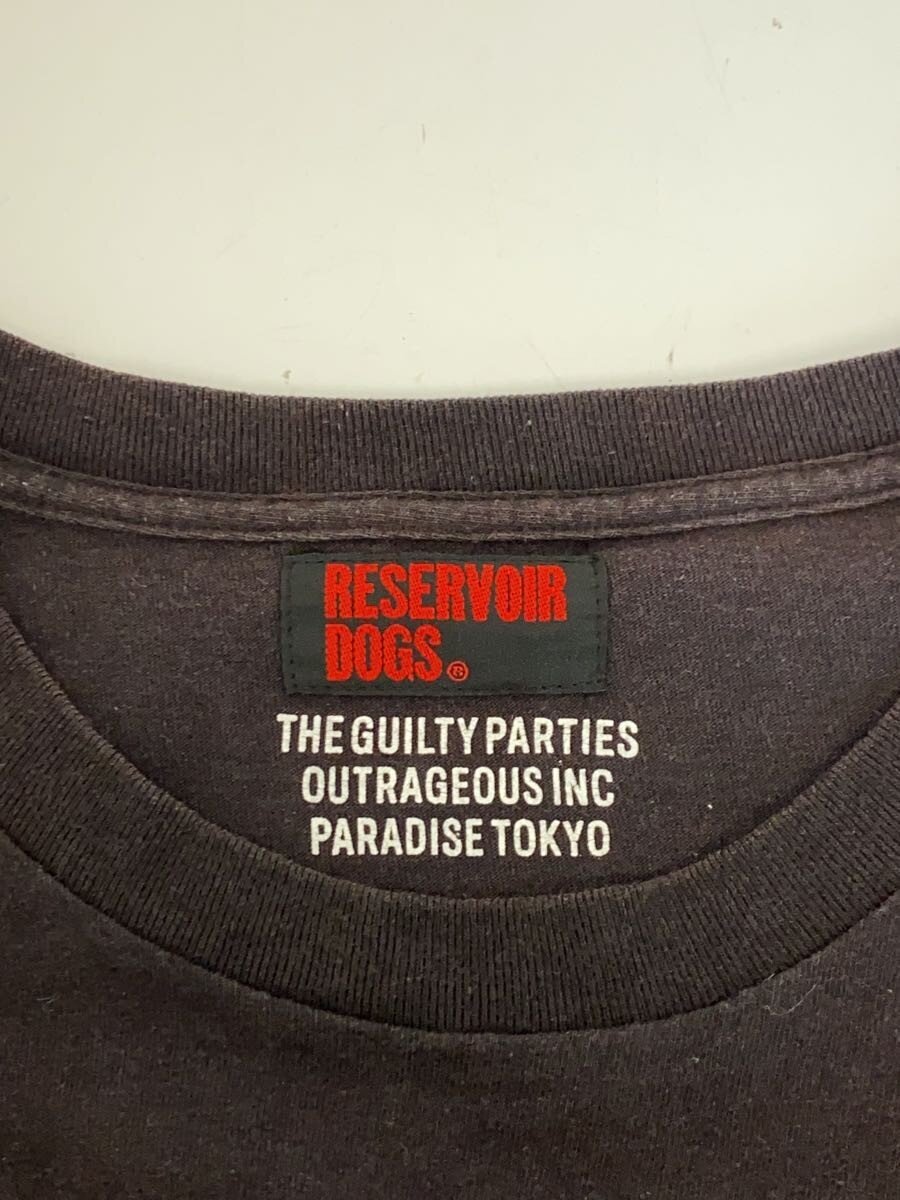 RESERVOIR
DOGS®
THE GUILTY PARTIES
OUTRAGEOUS INC
PARADISE TOKYO